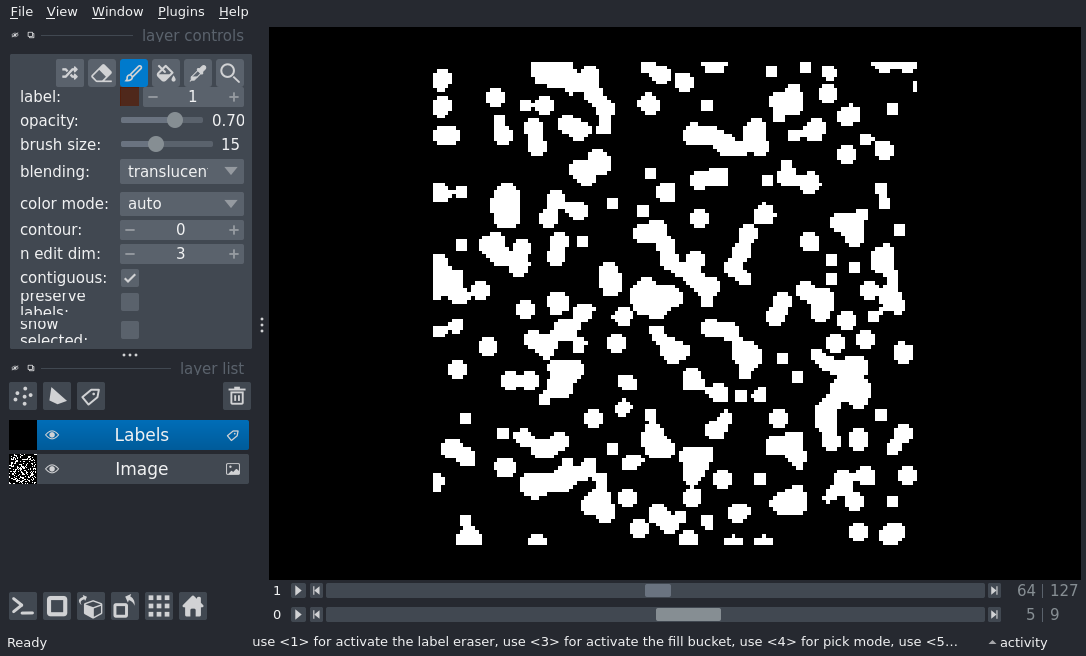 File View Window Plugins Help
layer controls
label: 1
opacity: 0.70
brush size: 15
blending: translucen
color mode: auto
contour: 0
n edit dim: 3
contiguous:
preserve
labels:
show
selected:
layer list
Labels
Image
1 64 127
0 5 9
Ready use <1> for activate the label eraser, use <3> for activate the fill bucket, use <4> for pick mode, use <5... activity